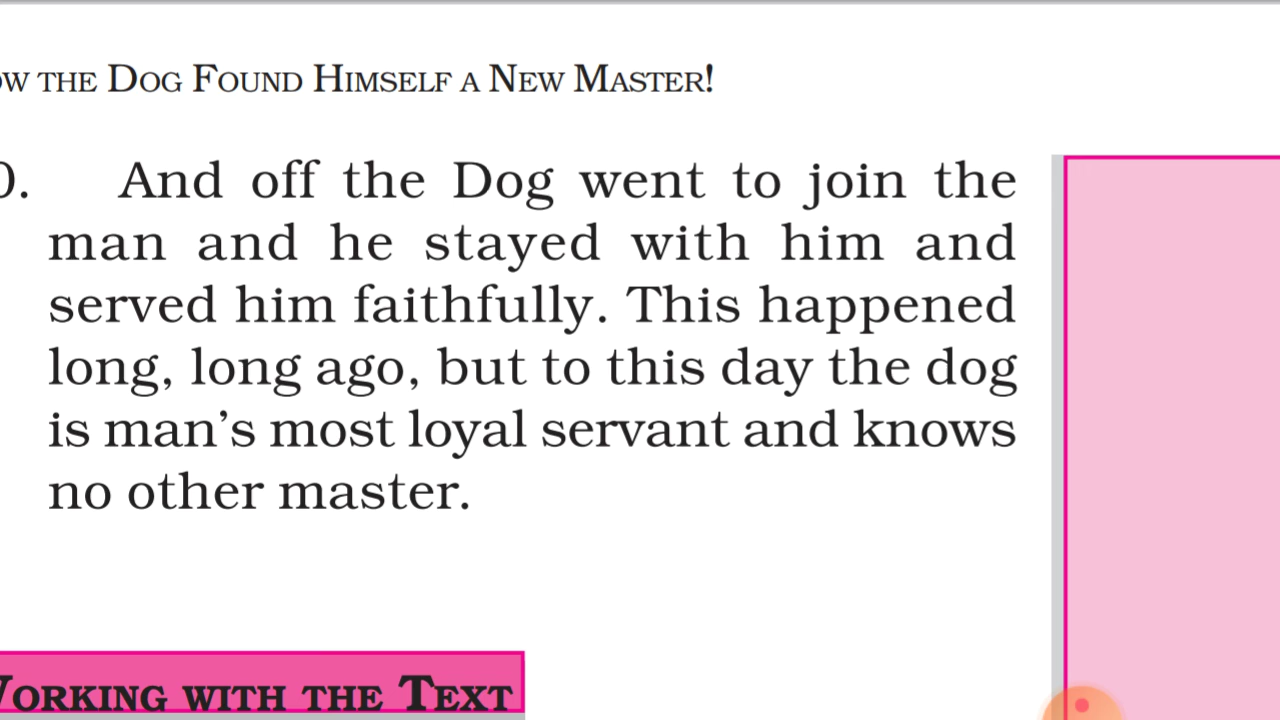 OW THE DOG FOUND HIMSELF A NEW MASTER!
0. And off the Dog went to join the
man and he stayed with him and
served him faithfully. This happened
long, long ago, but to this day the dog
is man's most loyal servant and knows
no other master.
WORKING WITH THE TEXT